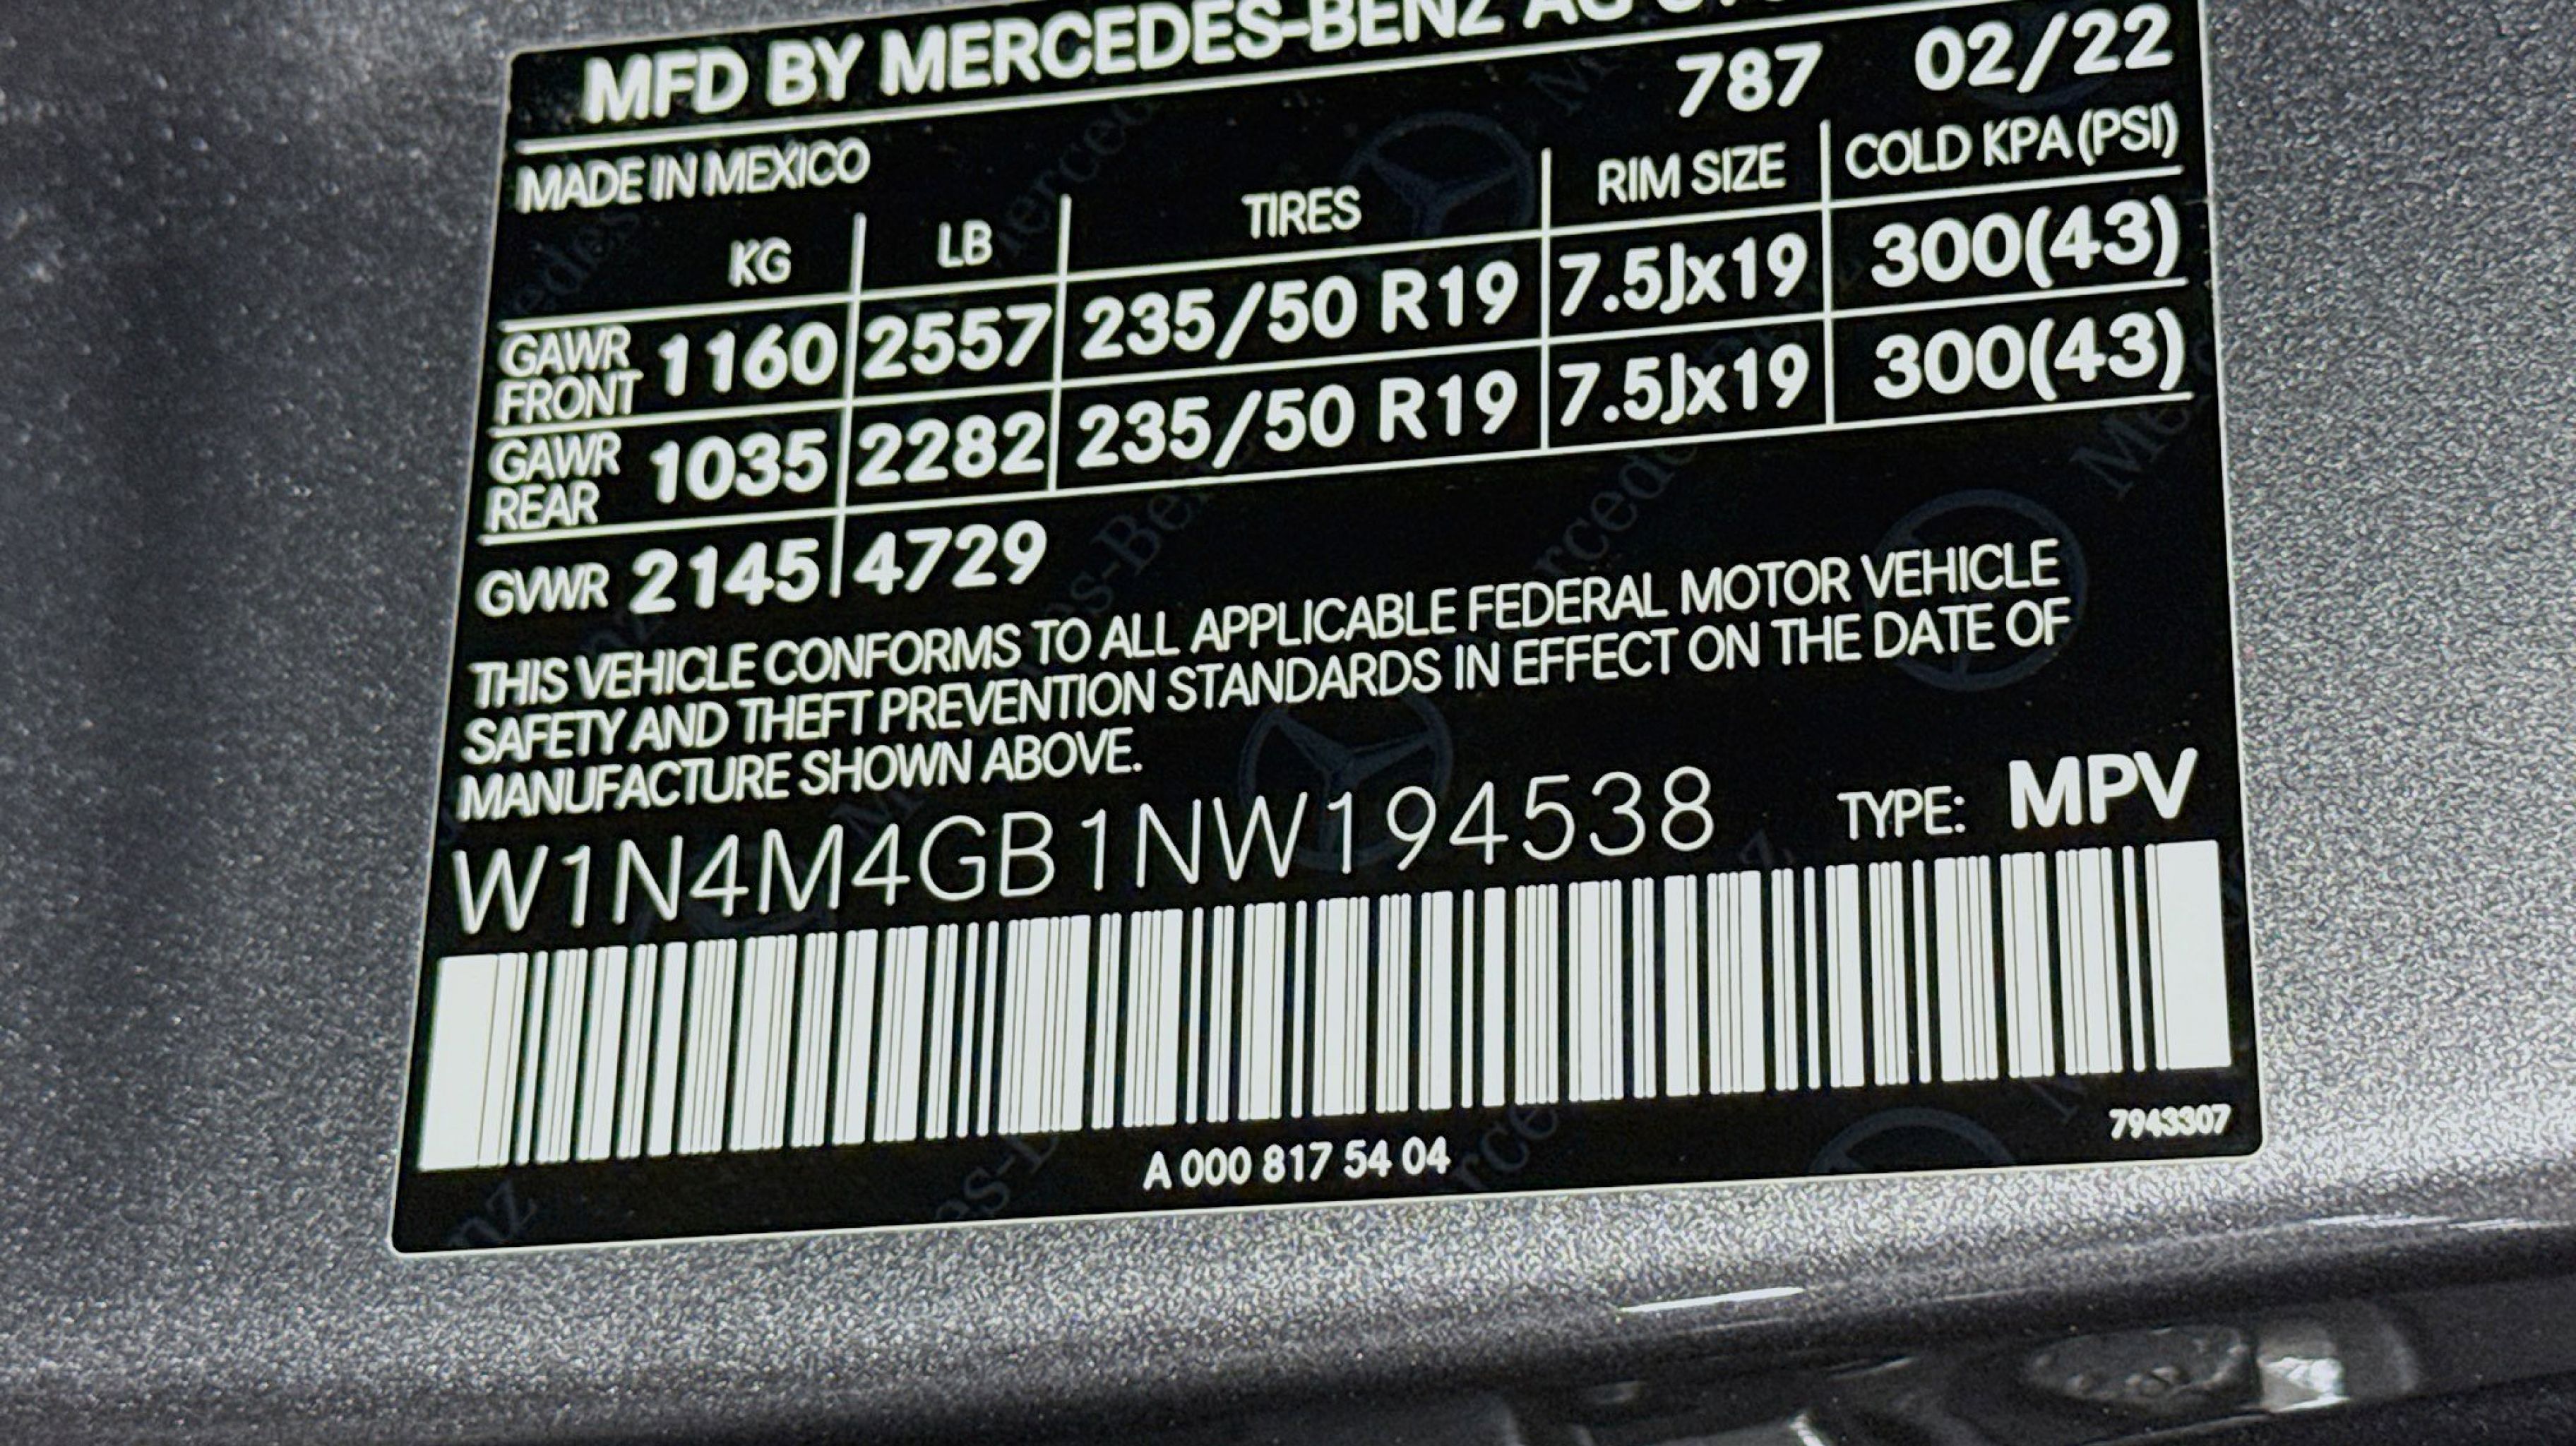 MFD BY MERCEDES-BENZ AG
787 02/22
MADE IN MEXICO
KG LB TIRES RIM SIZE COLD KPA (PSI)
GAWR FRONT 1160 2557 235/50 R19 7.5Jx19 300(43)
GAWR REAR 1035 2282 235/50 R19 7.5Jx19 300(43)
GVWR 2145 4729
THIS VEHICLE CONFORMS TO ALL APPLICABLE FEDERAL MOTOR VEHICLE
SAFETY AND THEFT PREVENTION STANDARDS IN EFFECT ON THE DATE OF
MANUFACTURE SHOWN ABOVE.
W1N4M4GB1NW194538 TYPE: MPV
A 000 817 54 04
7943307